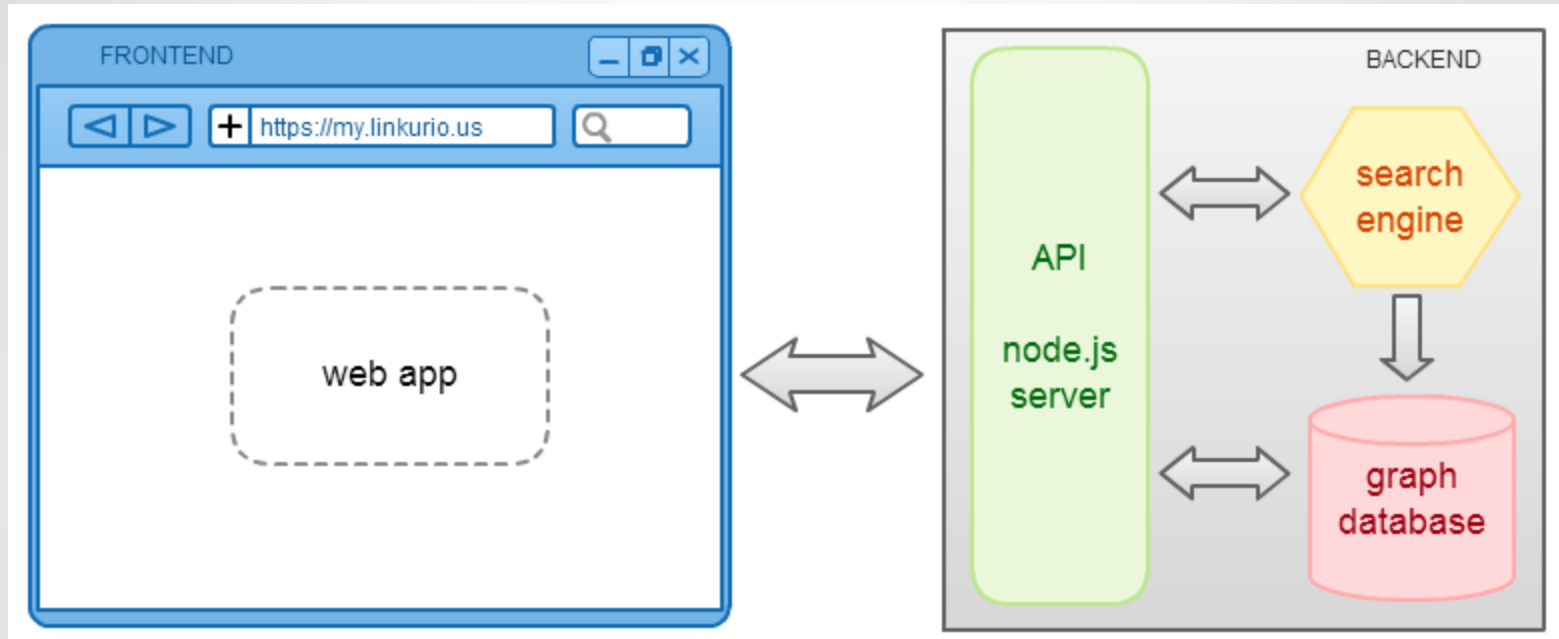 FRONTEND
https://my.linkurio.us
web app
BACKEND
API
node.js
server
search
engine
graph
database